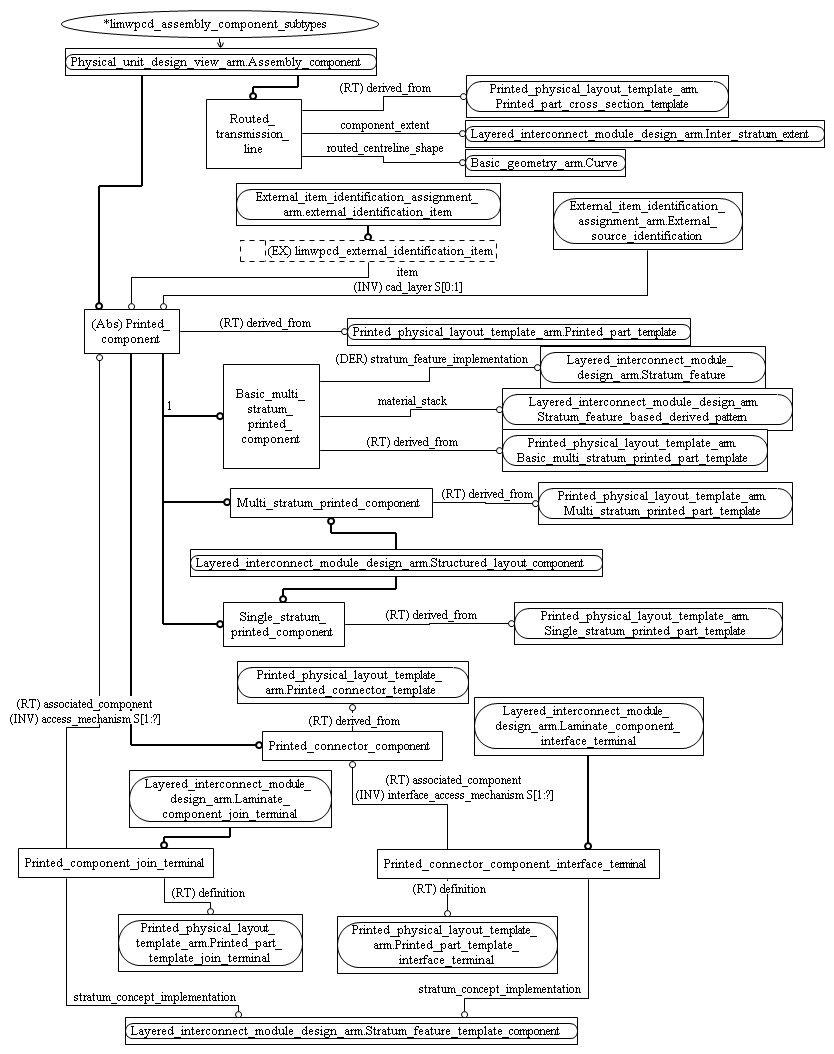 *limwpcd_assembly_component_subtypes
Physical_unit_design_view_arm.Assembly_component
Routed_
transmission_
line
(RT) derived_from
Printed_physical_layout_template_arm.
Printed_part_cross_section_template
component_extent
Layered_interconnect_module_design_arm.Inter_stratum_extent
routed_centreline_shape
Basic_geometry_arm.Curve
External_item_identification_assignment_
arm.external_identification_item
External_item_identification_
assignment_arm.External_
source_identification
(EX) limwpcd_external_identification_item
item
(INV) cad_layer S[0:1]
(Abs) Printed_
component
(RT) derived_from
Printed_physical_layout_template_arm.Printed_part_template
1
Basic_multi_
stratum_
printed_
component
(DER) stratum_feature_implementation
Layered_interconnect_module_
design_arm.Stratum_feature
material_stack
Layered_interconnect_module_design_arm.
Stratum_feature_based_derived_pattern
(RT) derived_from
Printed_physical_layout_template_arm.
Basic_multi_stratum_printed_part_template
Multi_stratum_printed_component
(RT) derived_from
Printed_physical_layout_template_arm.
Multi_stratum_printed_part_template
Layered_interconnect_module_design_arm.Structured_layout_component
Single_stratum_
printed_component
(RT) derived_from
Printed_physical_layout_template_arm.
Single_stratum_printed_part_template
(RT) associated_component
(INV) access_mechanism S[1:?]
Printed_physical_layout_template_
arm.Printed_connector_template
(RT) derived_from
Printed_connector_component
Layered_interconnect_module_
design_arm.Laminate_component_
interface_terminal
Layered_interconnect_module_
design_arm.Laminate_
component_join_terminal
(RT) associated_component
(INV) interface_access_mechanism S[1:?]
Printed_component_join_terminal
Printed_connector_component_interface_terminal
(RT) definition
(RT) definition
Printed_physical_layout_
template_arm.Printed_part_
template_join_terminal
Printed_physical_layout_template_
arm.Printed_part_template_
interface_terminal
stratum_concept_implementation
stratum_concept_implementation
Layered_interconnect_module_design_arm.Stratum_feature_template_component